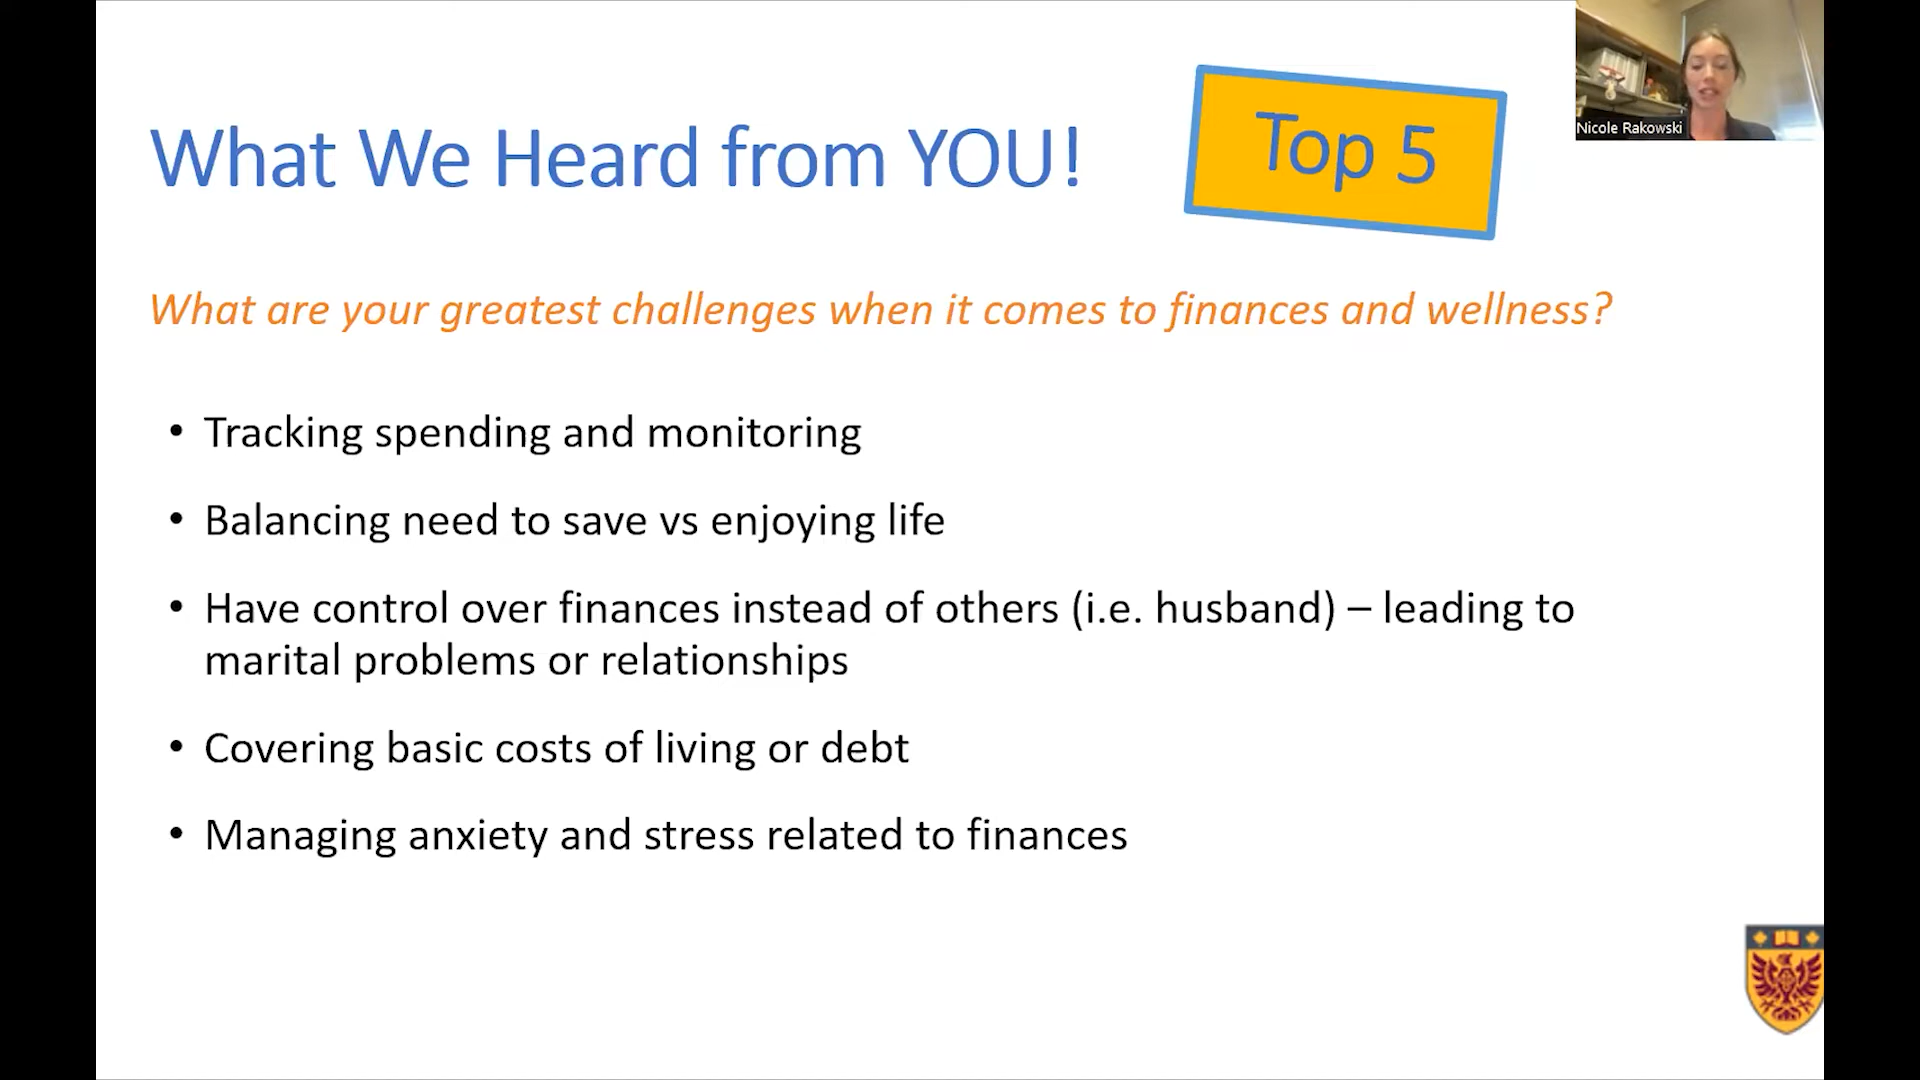 What We Heard from YOU!
Top 5
Nicole Rakowski
What are your greatest challenges when it comes to finances and wellness?
• Tracking spending and monitoring
• Balancing need to save vs enjoying life
• Have control over finances instead of others (i.e. husband) – leading to
marital problems or relationships
• Covering basic costs of living or debt
• Managing anxiety and stress related to finances